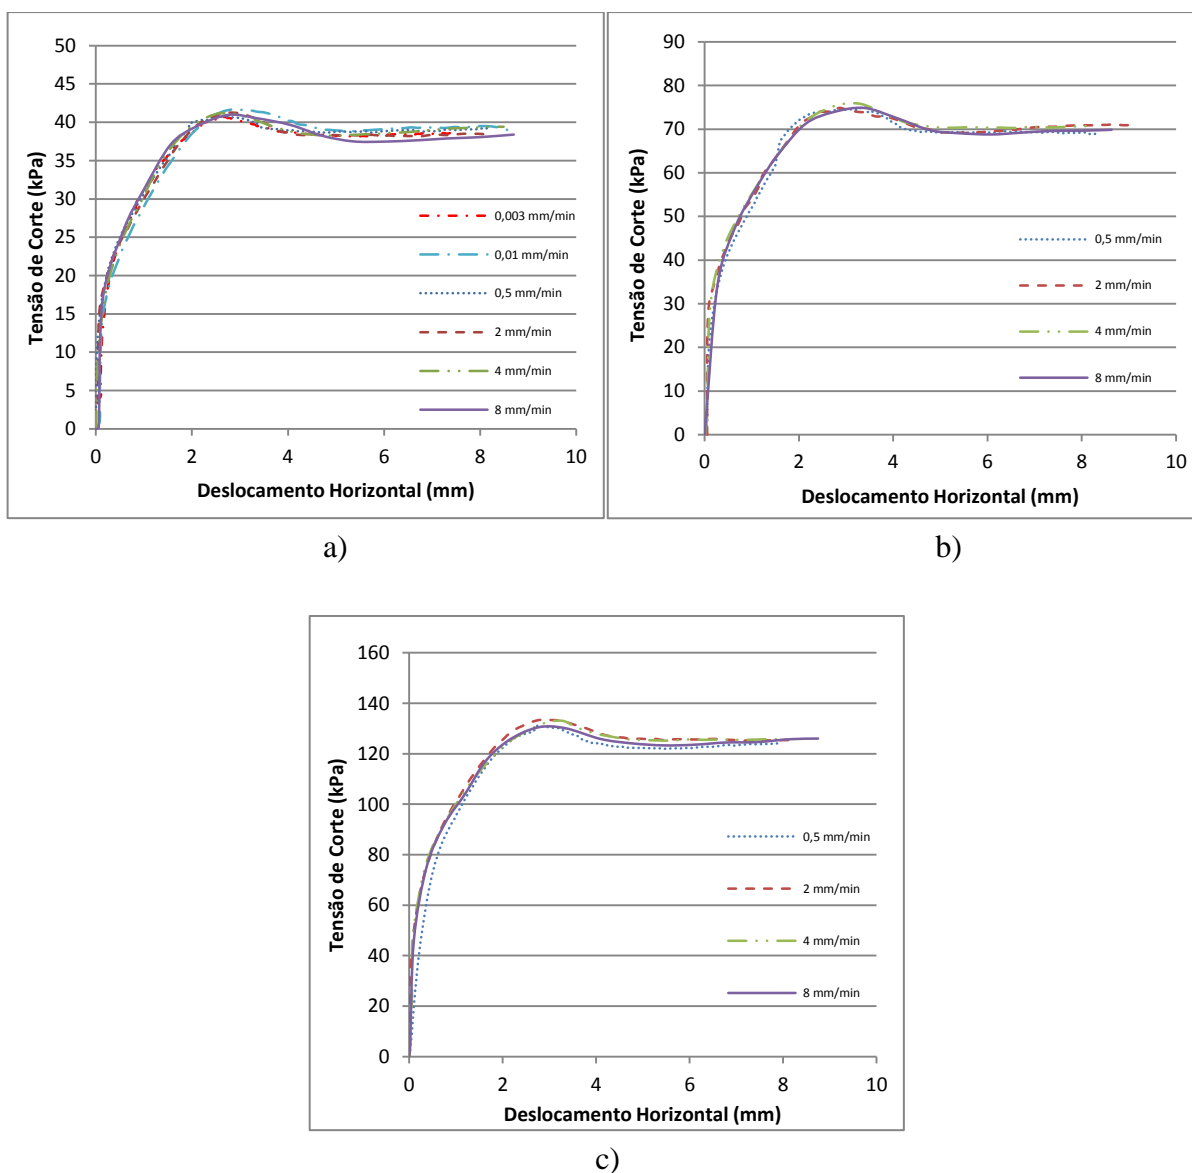 50
45
40
35
30
25
20
15
10
5
0
Tensão de Corte (kPa)
0,003 mm/min
0,01 mm/min
0,5 mm/min
2 mm/min
4 mm/min
8 mm/min
0 2 4 6 8 10
Deslocamento Horizontal (mm)
a)
90
80
70
60
50
40
30
20
10
0
Tensão de Corte (kPa)
0,5 mm/min
2 mm/min
4 mm/min
8 mm/min
0 2 4 6 8 10
Deslocamento Horizontal (mm)
b)
160
140
120
100
80
60
40
20
0
Tensão de Corte (kPa)
0,5 mm/min
2 mm/min
4 mm/min
8 mm/min
0 2 4 6 8 10
Deslocamento Horizontal (mm)
c)